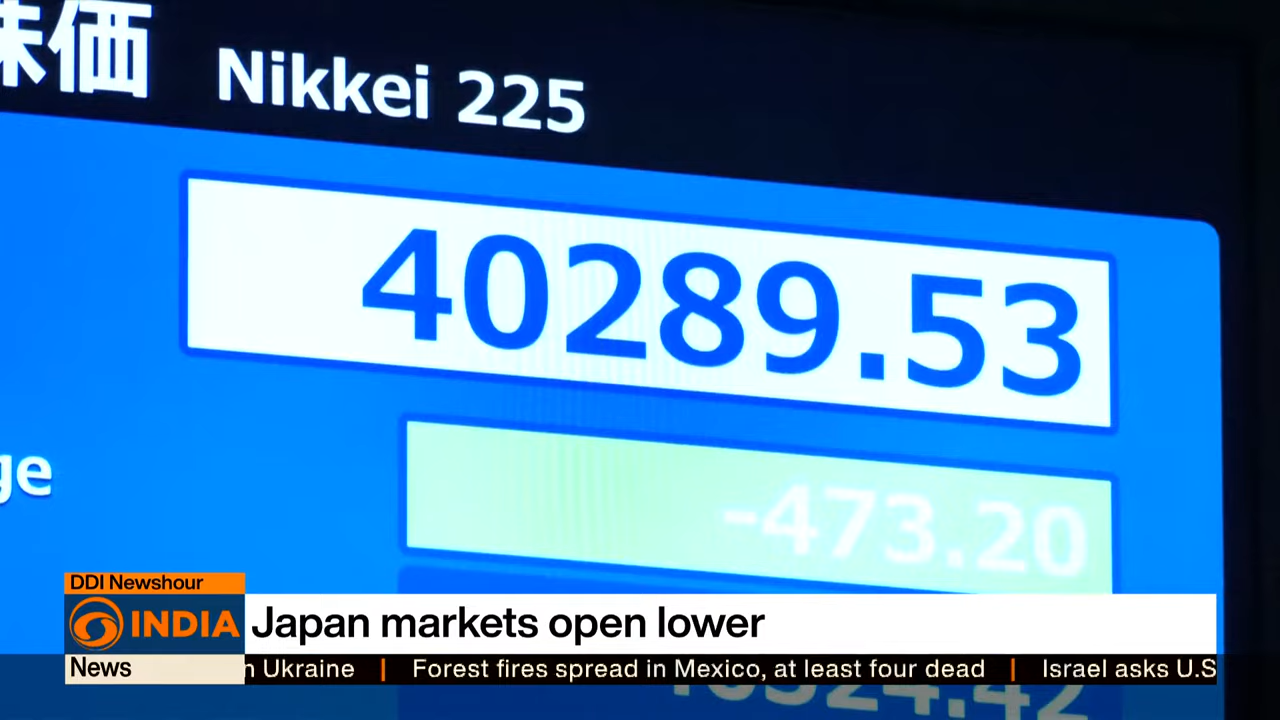 株価 Nikkei 225
40289.53
-473.20
DDI Newshour
INDIA
Japan markets open lower
News
Ukraine | Forest fires spread in Mexico, at least four dead | Israel asks U.S